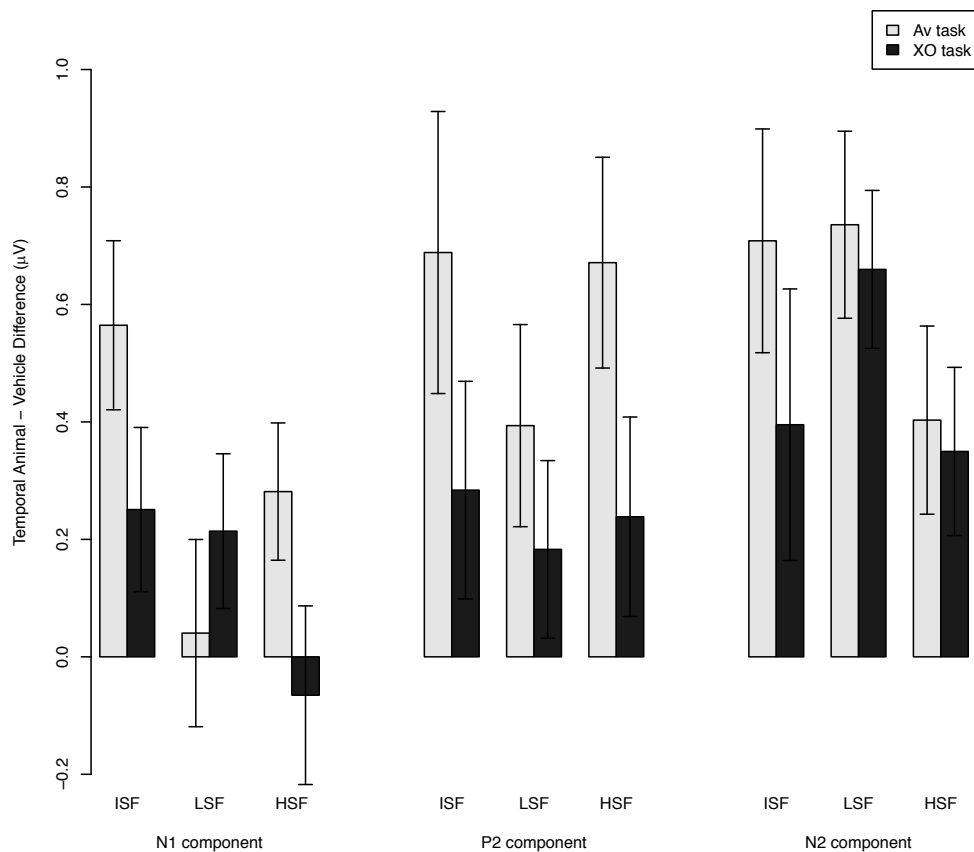 Av task
XO task
Temporal Animal – Vehicle Difference (µV)
1.0
0.8
0.6
0.4
0.2
0.0
−0.2
ISF LSF HSF ISF LSF HSF ISF LSF HSF
N1 component P2 component N2 component